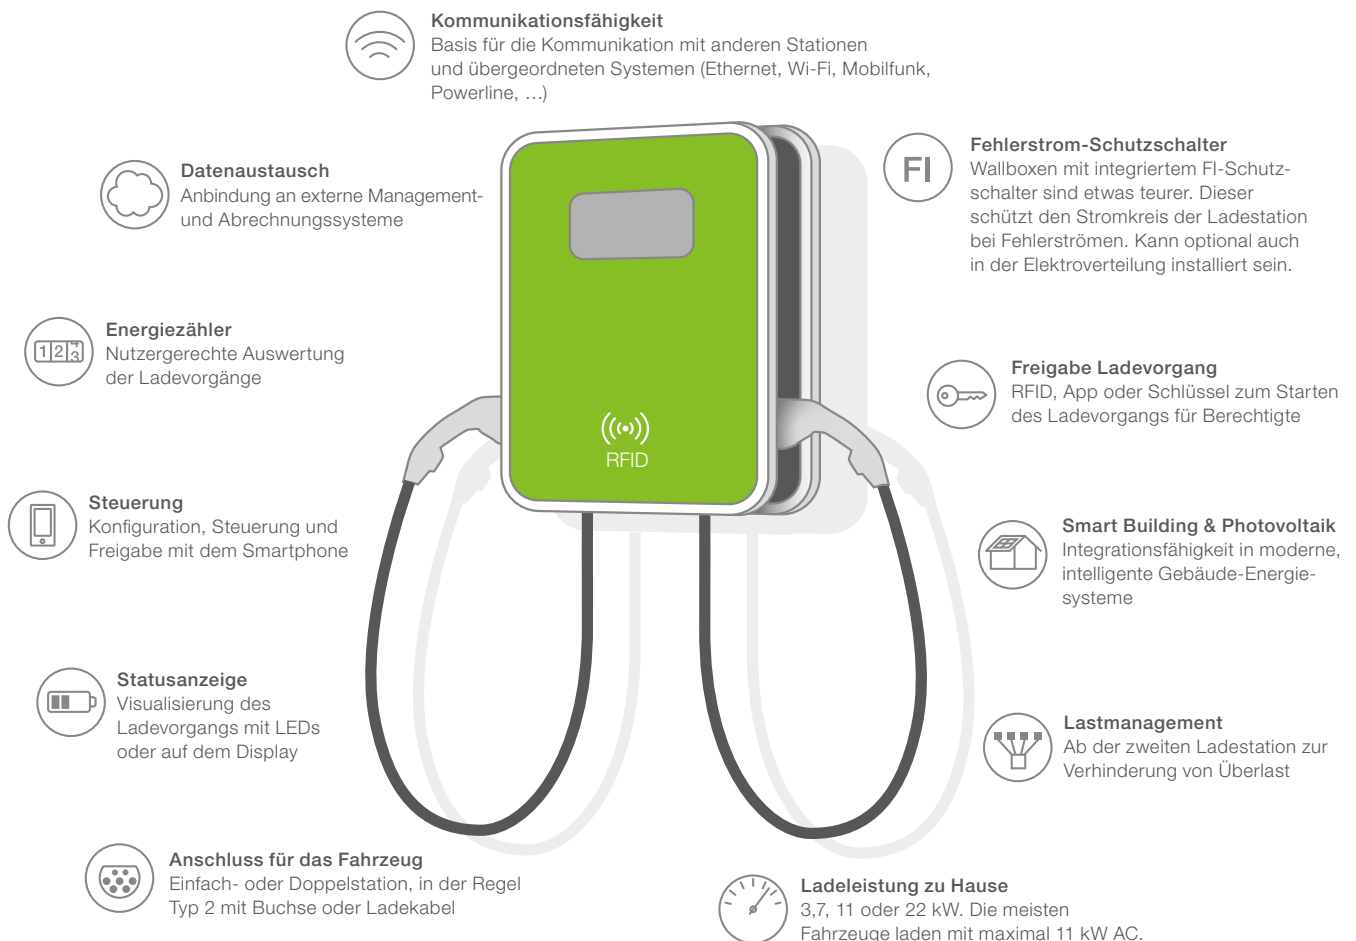 Kommunikationsfähigkeit
Basis für die Kommunikation mit anderen Stationen
und übergeordneten Systemen (Ethernet, Wi-Fi, Mobilfunk,
Powerline, …)
Datenaustausch
Anbindung an externe Management-
und Abrechnungssysteme
FI
Fehlerstrom-Schutzschalter
Wallboxen mit integriertem FI-Schutz-
schalter sind etwas teurer. Dieser
schützt den Stromkreis der Ladestation
bei Fehlerströmen. Kann optional auch
in der Elektroverteilung installiert sein.
1 2 3 4
Energiezähler
Nutzergerechte Auswertung
der Ladevorgänge
Freigabe Ladevorgang
RFID, App oder Schlüssel zum Starten
des Ladevorgangs für Berechtigte
RFID
Steuerung
Konfiguration, Steuerung und
Freigabe mit dem Smartphone
Smart Building & Photovoltaik
Integrationsfähigkeit in moderne,
intelligente Gebäude-Energie-
systeme
Statusanzeige
Visualisierung des
Ladevorgangs mit LEDs
oder auf dem Display
Lastmanagement
Ab der zweiten Ladestation zur
Verhinderung von Überlast
Anschluss für das Fahrzeug
Einfach- oder Doppelstation, in der Regel
Typ 2 mit Buchse oder Ladekabel
Ladeleistung zu Hause
3,7, 11 oder 22 kW. Die meisten
Fahrzeuge laden mit maximal 11 kW AC.